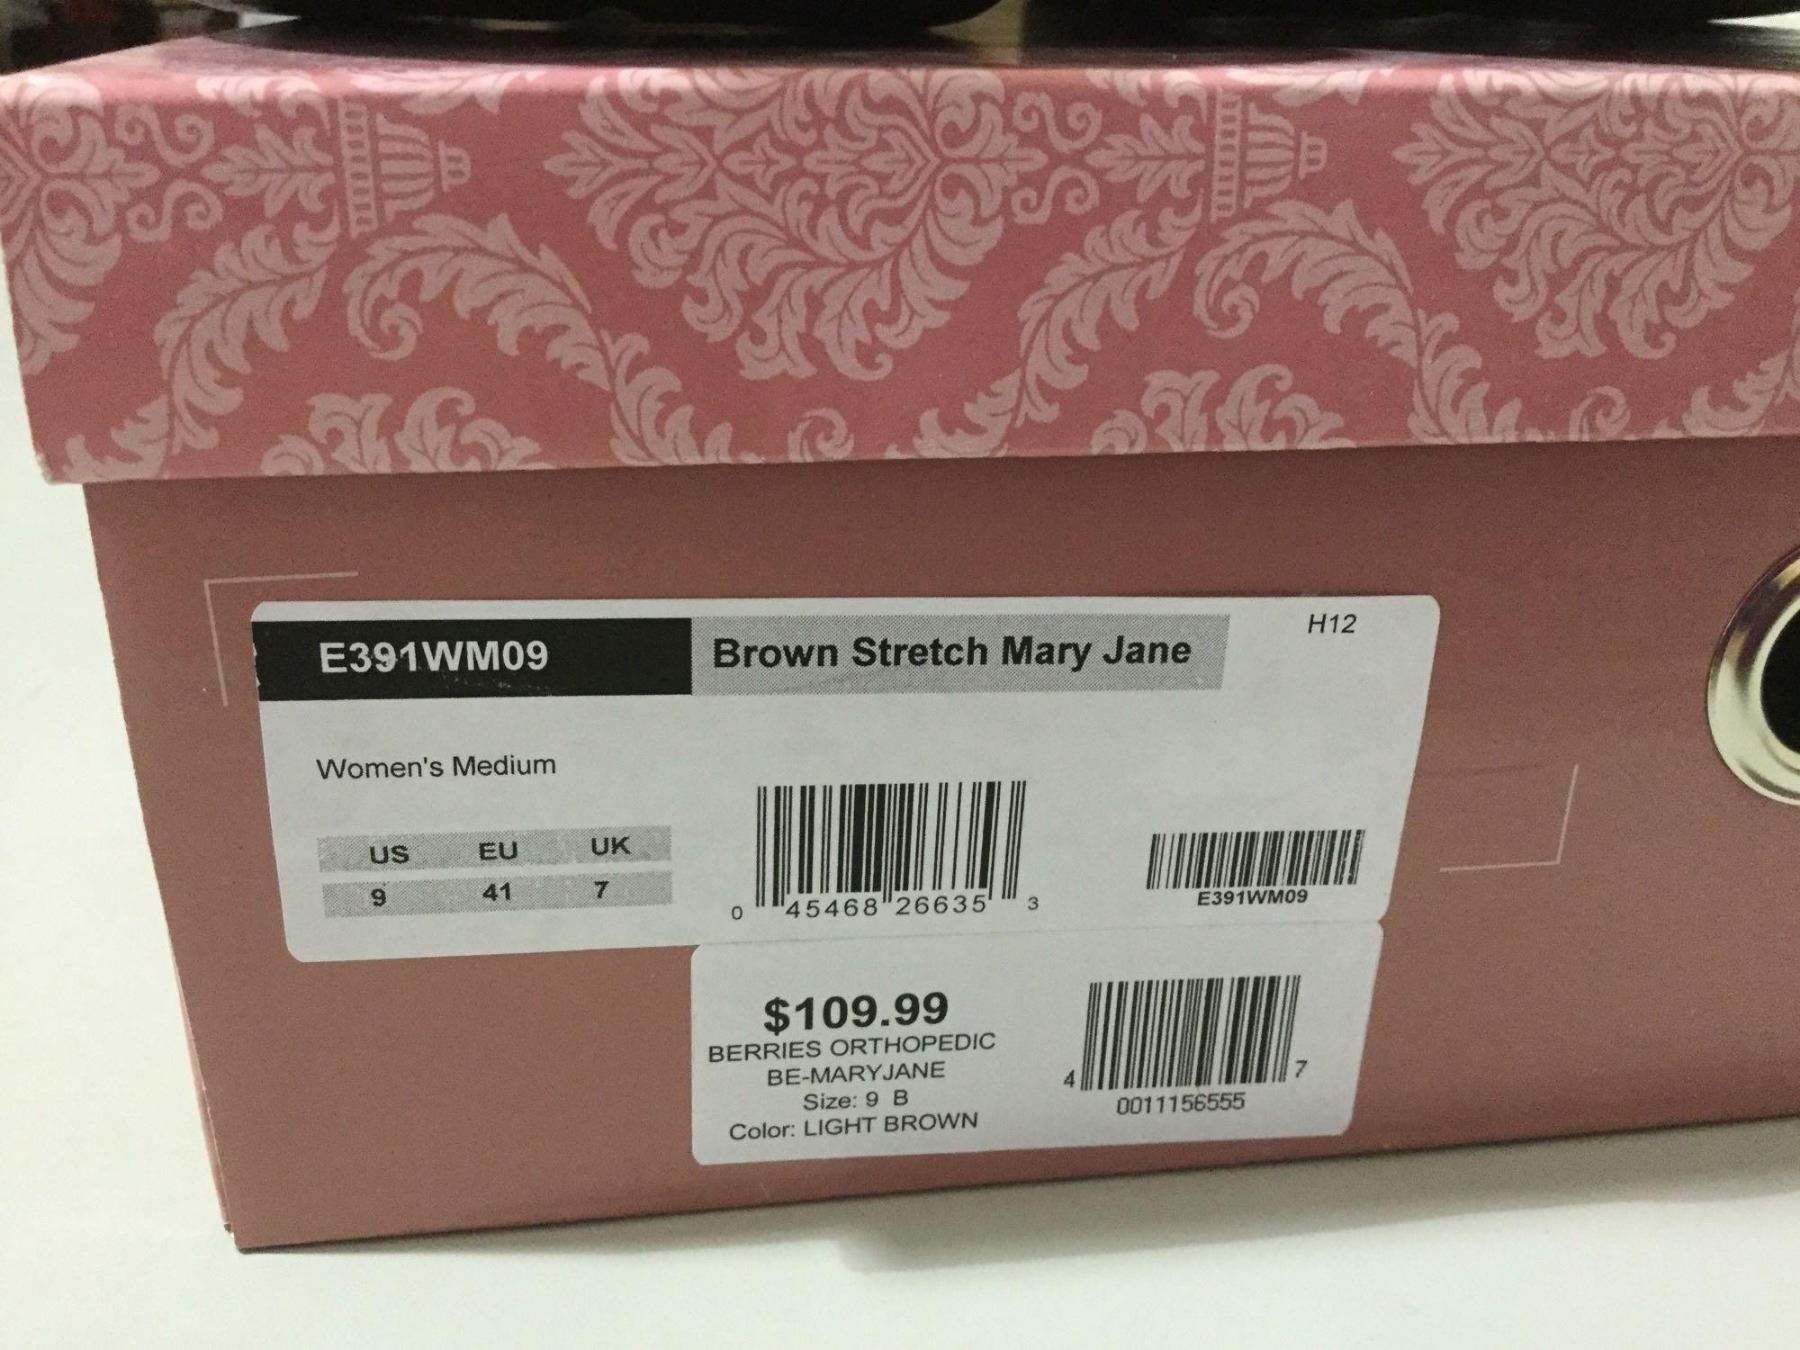 E391WM09 Brown Stretch Mary Jane H12
Women's Medium
US EU UK
9 41 7
0 45468 26635 3
E391WM09
$109.99
BERRIES ORTHOPEDIC
BE-MARYJANE
Size: 9 B
Color: LIGHT BROWN
4 7
0011156555